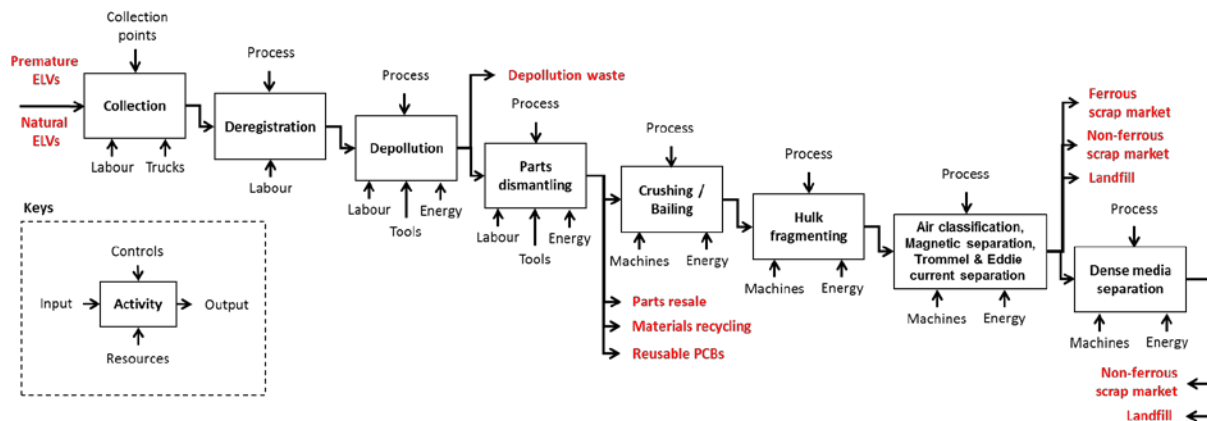 Collection
points
Premature
ELVs
Natural
ELVs
Collection
Labour
Trucks
Process
Deregistration
Labour
Process
Depollution
Labour
Tools
Energy
Depollution waste
Process
Parts
dismantling
Labour
Tools
Energy
Parts resale
Materials recycling
Reusable PCBs
Process
Crushing /
Bailing
Machines
Energy
Process
Hulk
fragmenting
Machines
Energy
Process
Air classification,
Magnetic separation,
Trommel & Eddie
current separation
Machines
Energy
Ferrous
scrap market
Non-ferrous
scrap market
Landfill
Process
Dense media
separation
Machines
Energy
Non-ferrous
scrap market
Landfill
Keys
Controls
Input
Activity
Output
Resources